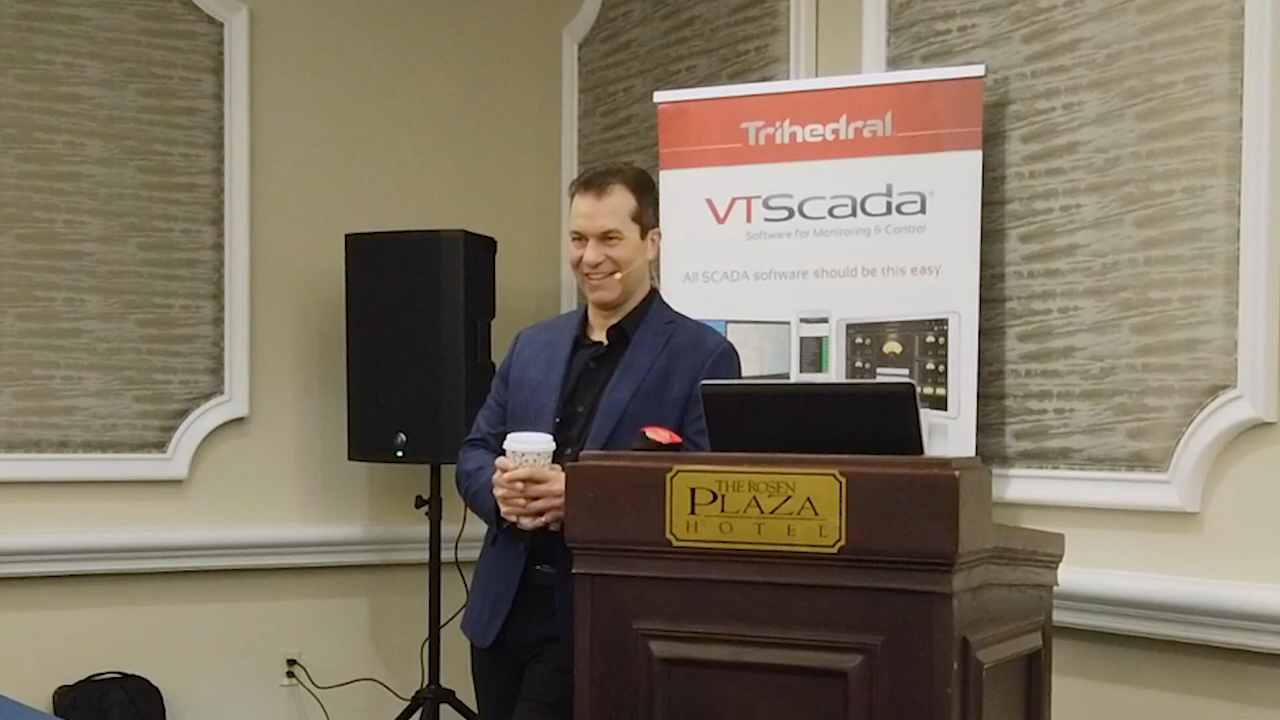 Trihedral
VTScada
Software for Monitoring & Control
All SCADA software should be this easy
THE ROSEN
PLAZA
HOTEL